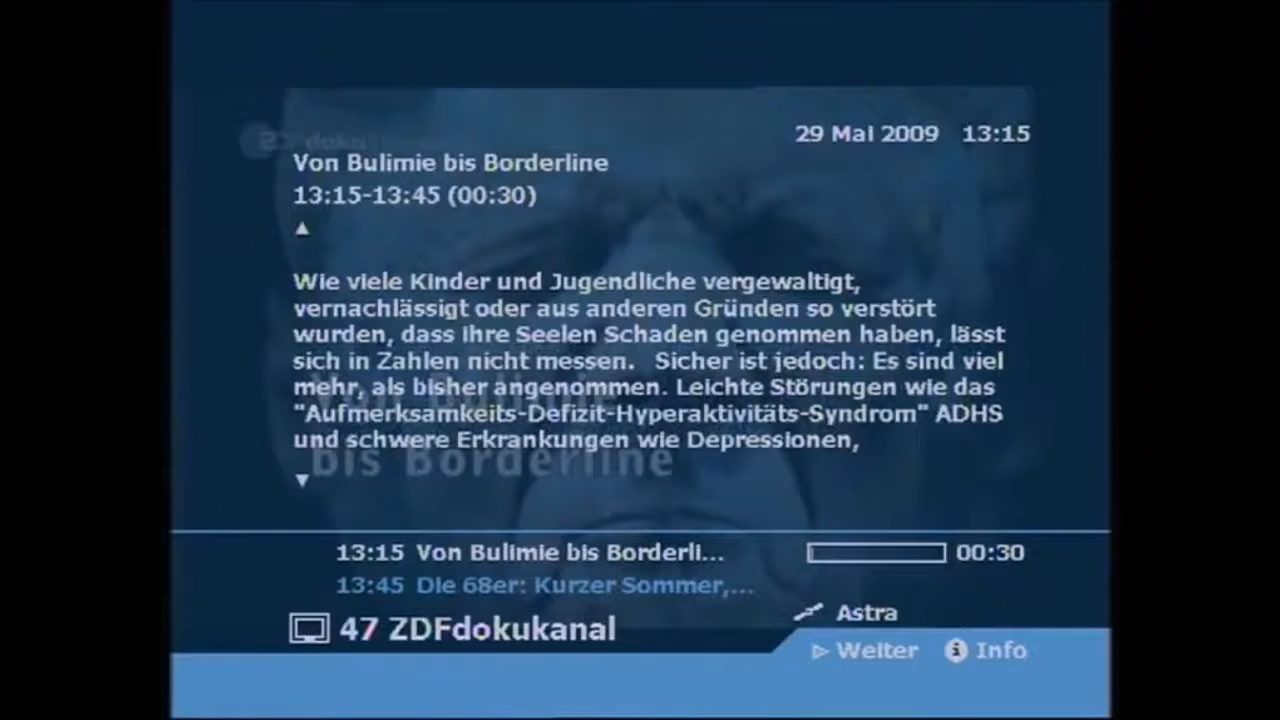 29 Mai 2009 13:15
ZDFdoku
Von Bulimie bis Borderline
13:15-13:45 (00:30)
Wie viele Kinder und Jugendliche vergewaltigt,
vernachlässigt oder aus anderen Gründen so verstört
wurden, dass ihre Seelen Schaden genommen haben, lässt
sich in Zahlen nicht messen. Sicher ist jedoch: Es sind viel
mehr, als bisher angenommen. Leichte Störungen wie das
"Aufmerksamkeits-Defizit-Hyperaktivitäts-Syndrom" ADHS
und schwere Erkrankungen wie Depressionen,
bis Borderline
13:15 Von Bulimie bis Borderli... 00:30
13:45 Die 68er: Kurzer Sommer,...
Astra
47 ZDFdokukanal
Weiter Info